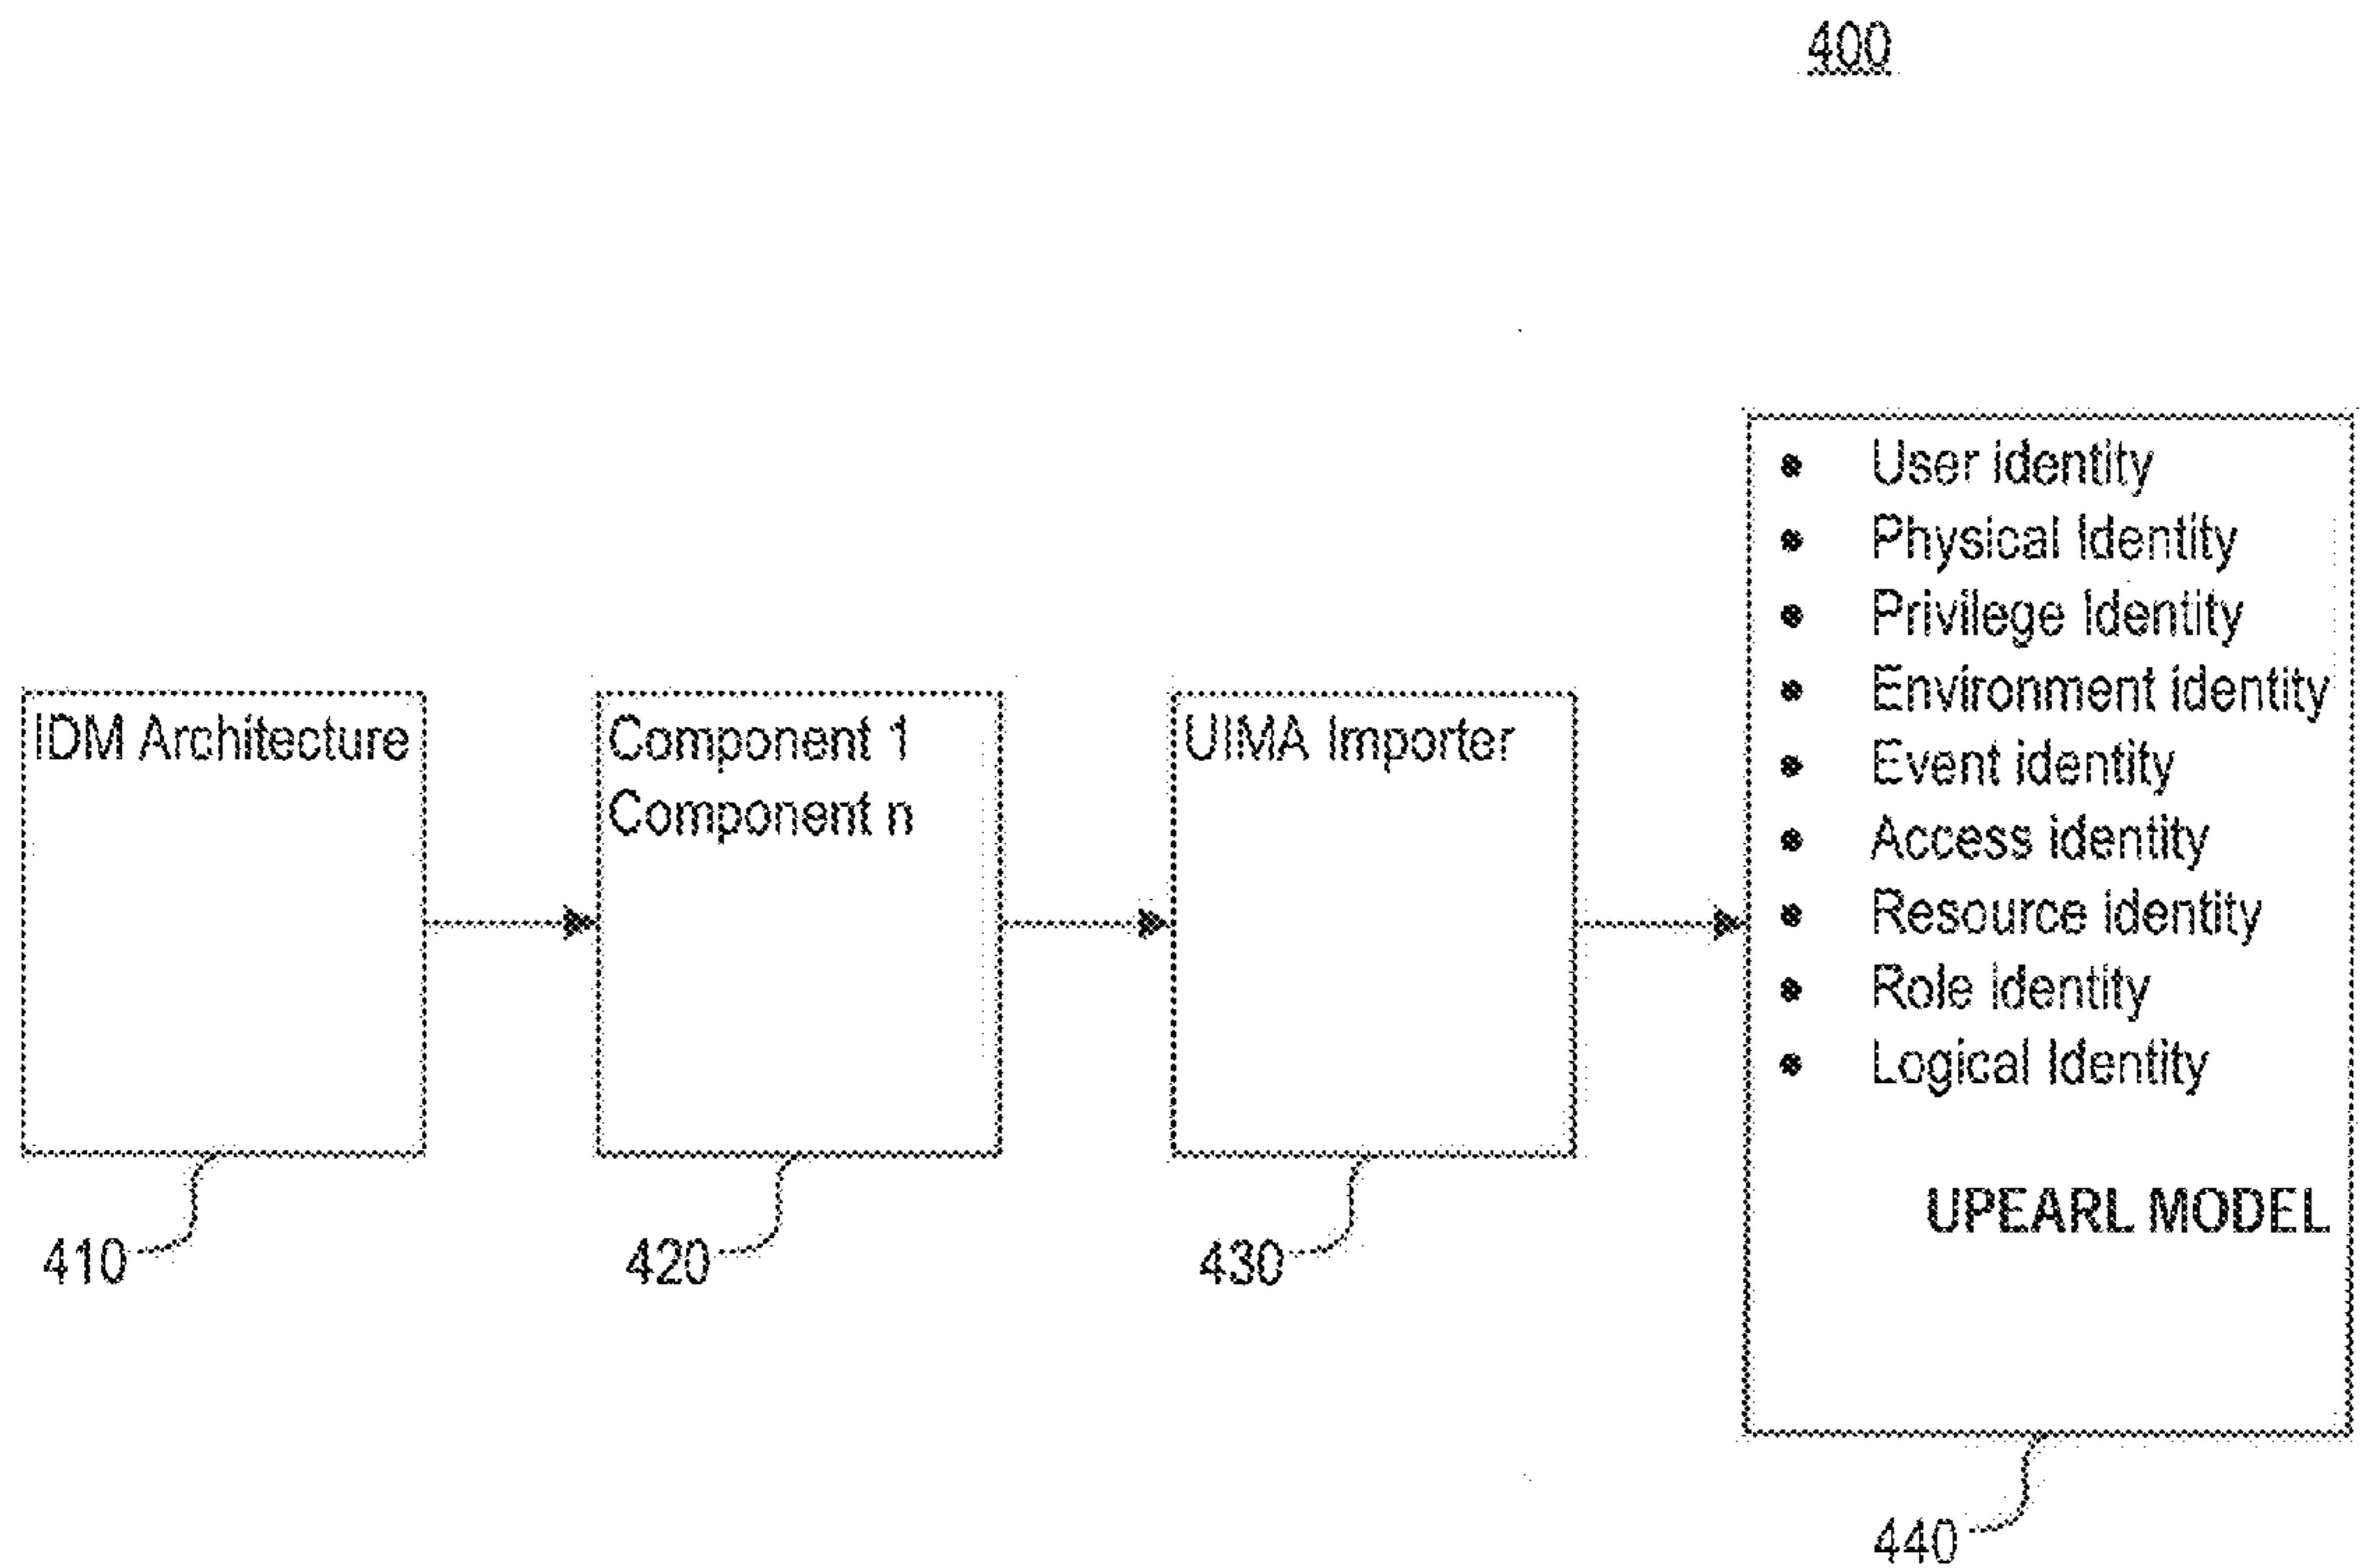 400
IDM Architecture
Component 1
Component n
UIMA Importer
• User identity
• Physical Identity
• Privilege Identity
• Environment identity
• Event identity
• Access identity
• Resource identity
• Role identity
• Logical Identity
UPEARL MODEL
410
420
430
440